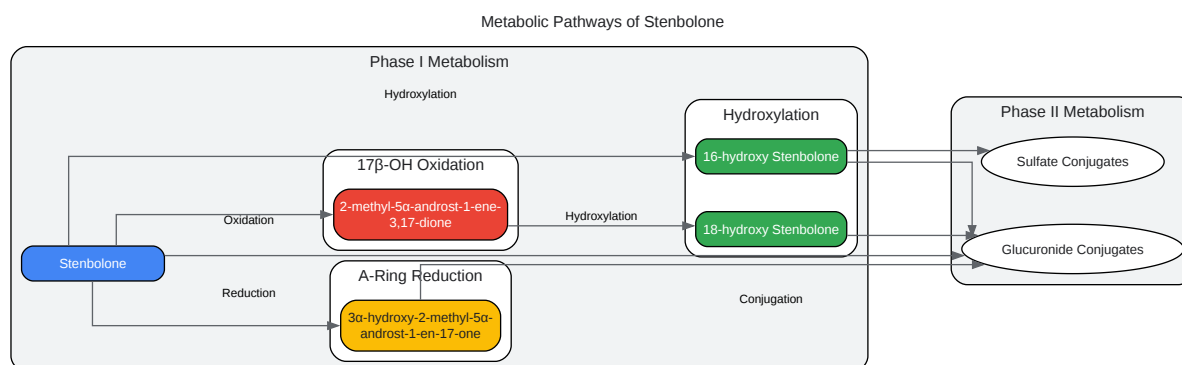 Metabolic Pathways of Stenbolone
Phase I Metabolism
Hydroxylation
Hydroxylation
16-hydroxy Stenbolone
18-hydroxy Stenbolone
17β-OH Oxidation
2-methyl-5α-androst-1-ene-
3,17-dione
Oxidation
Hydroxylation
Stenbolone
Reduction
A-Ring Reduction
3α-hydroxy-2-methyl-5α-
androst-1-en-17-one
Conjugation
Phase II Metabolism
Sulfate Conjugates
Glucuronide Conjugates